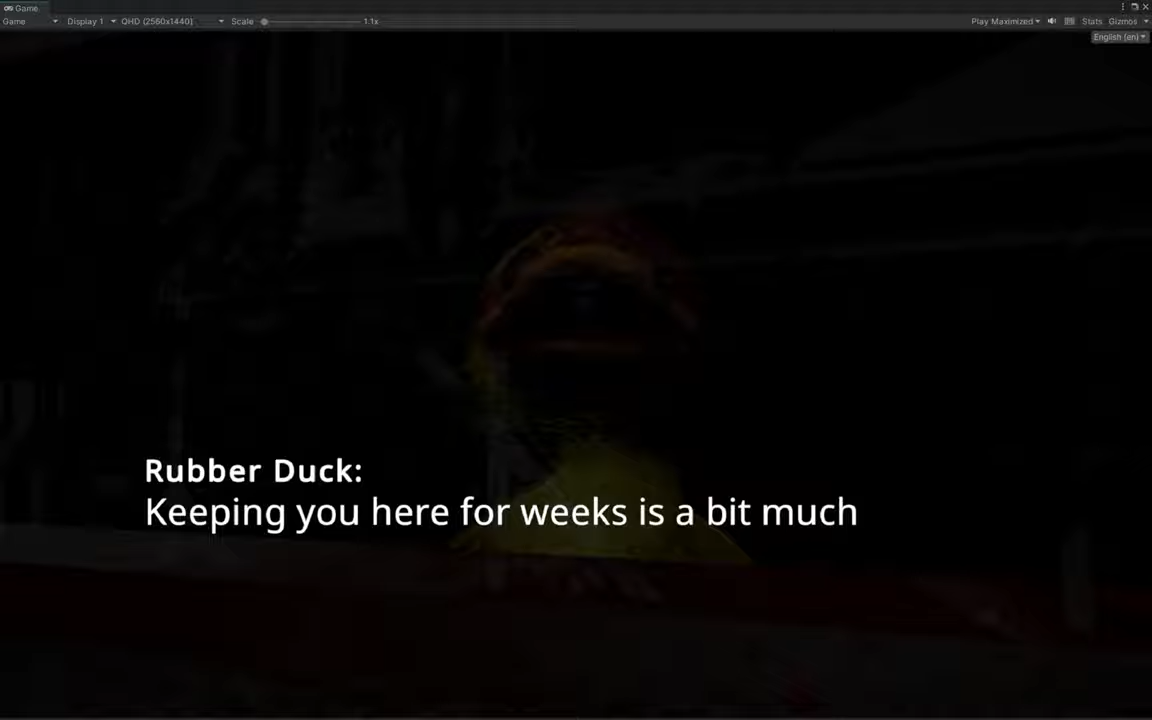 Game
Game Display 1 QHD (2560x1440) Scale 1.1x Play Maximized Stats Gizmos
English (en)
Rubber Duck:
Keeping you here for weeks is a bit much